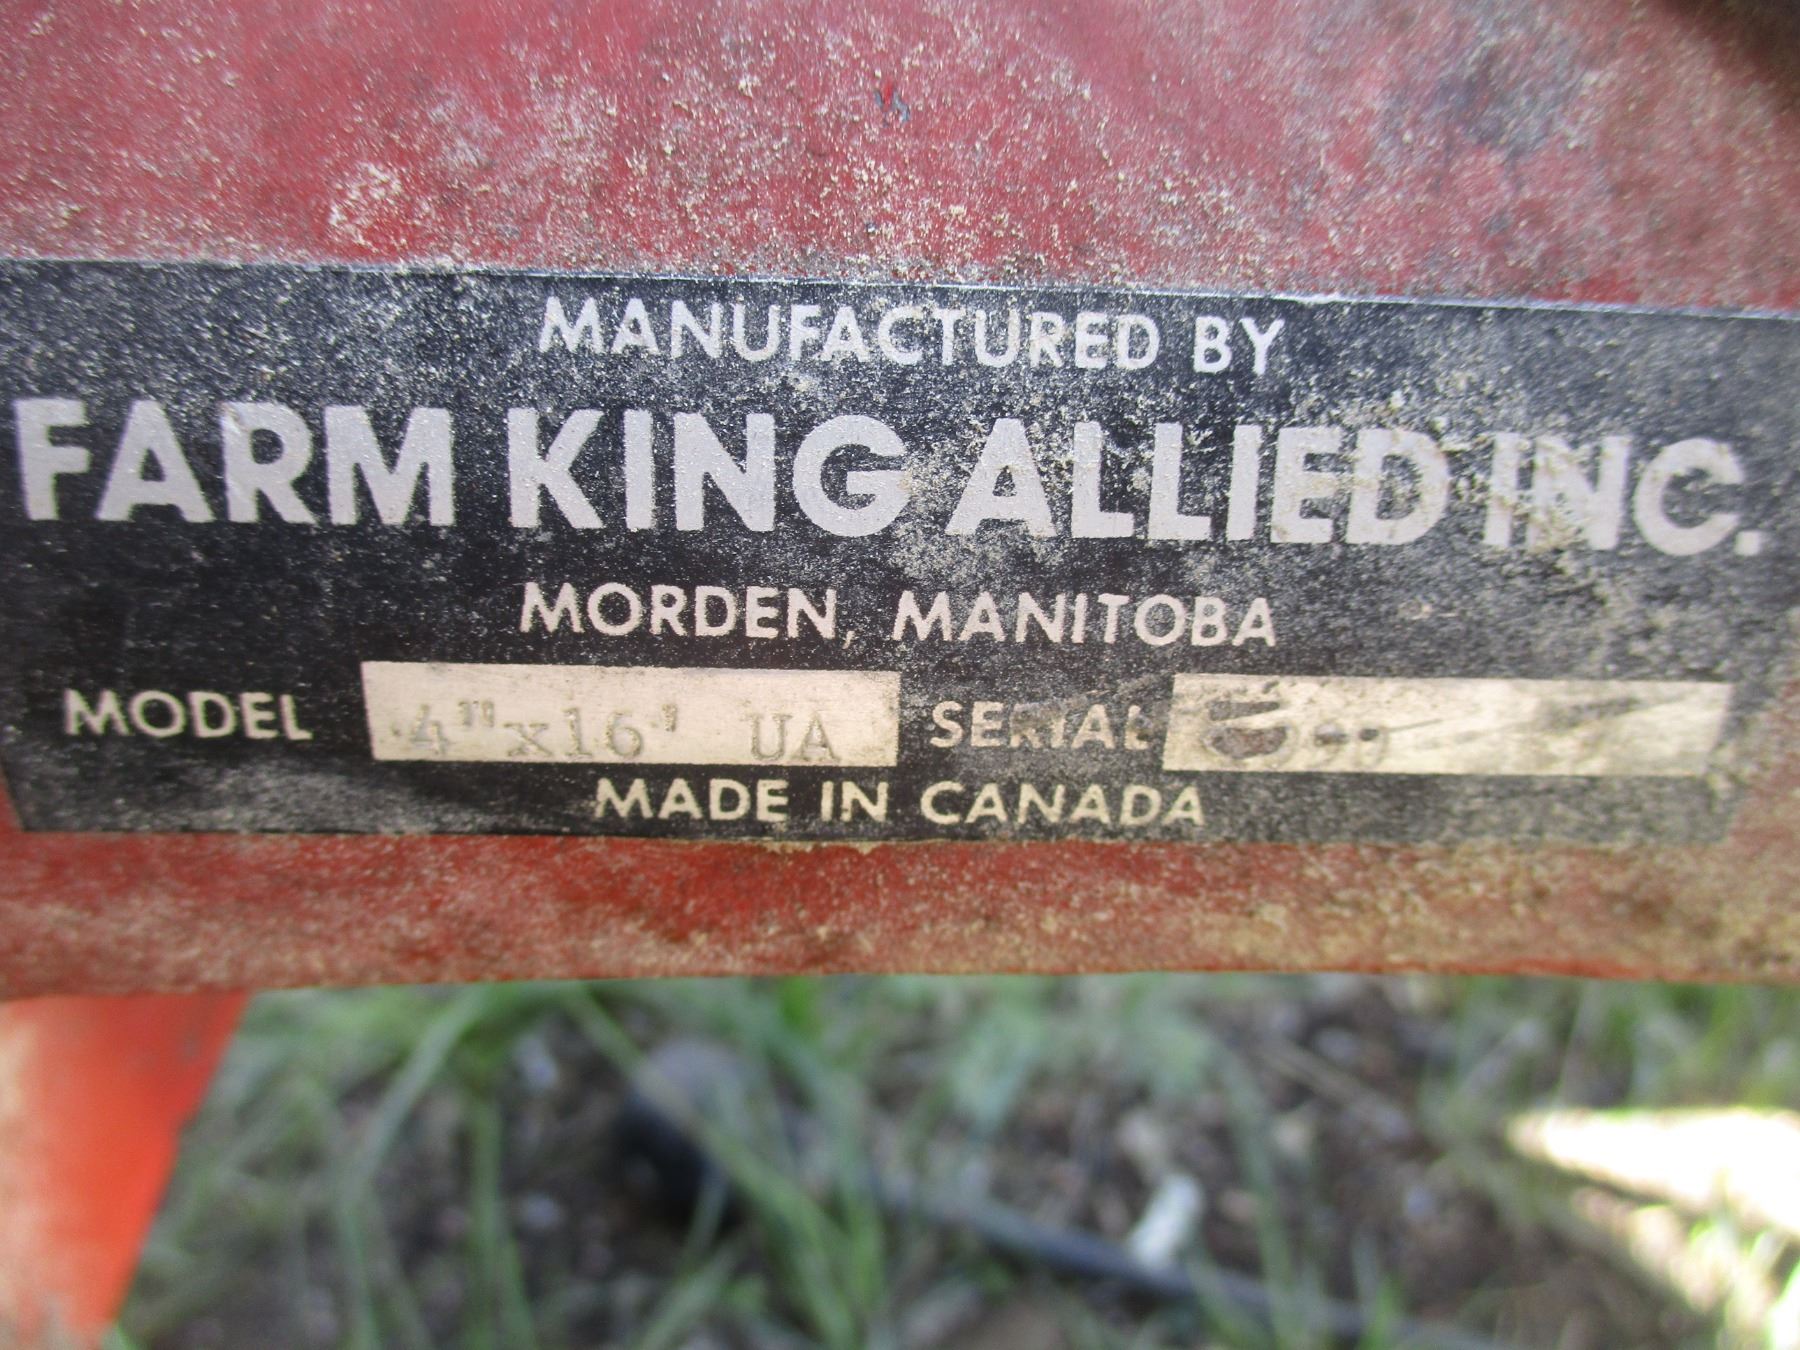 MANUFACTURED BY
FARM KING ALLIED INC.
MORDEN, MANITOBA
MODEL 4"x16' UA SERIAL
MADE IN CANADA